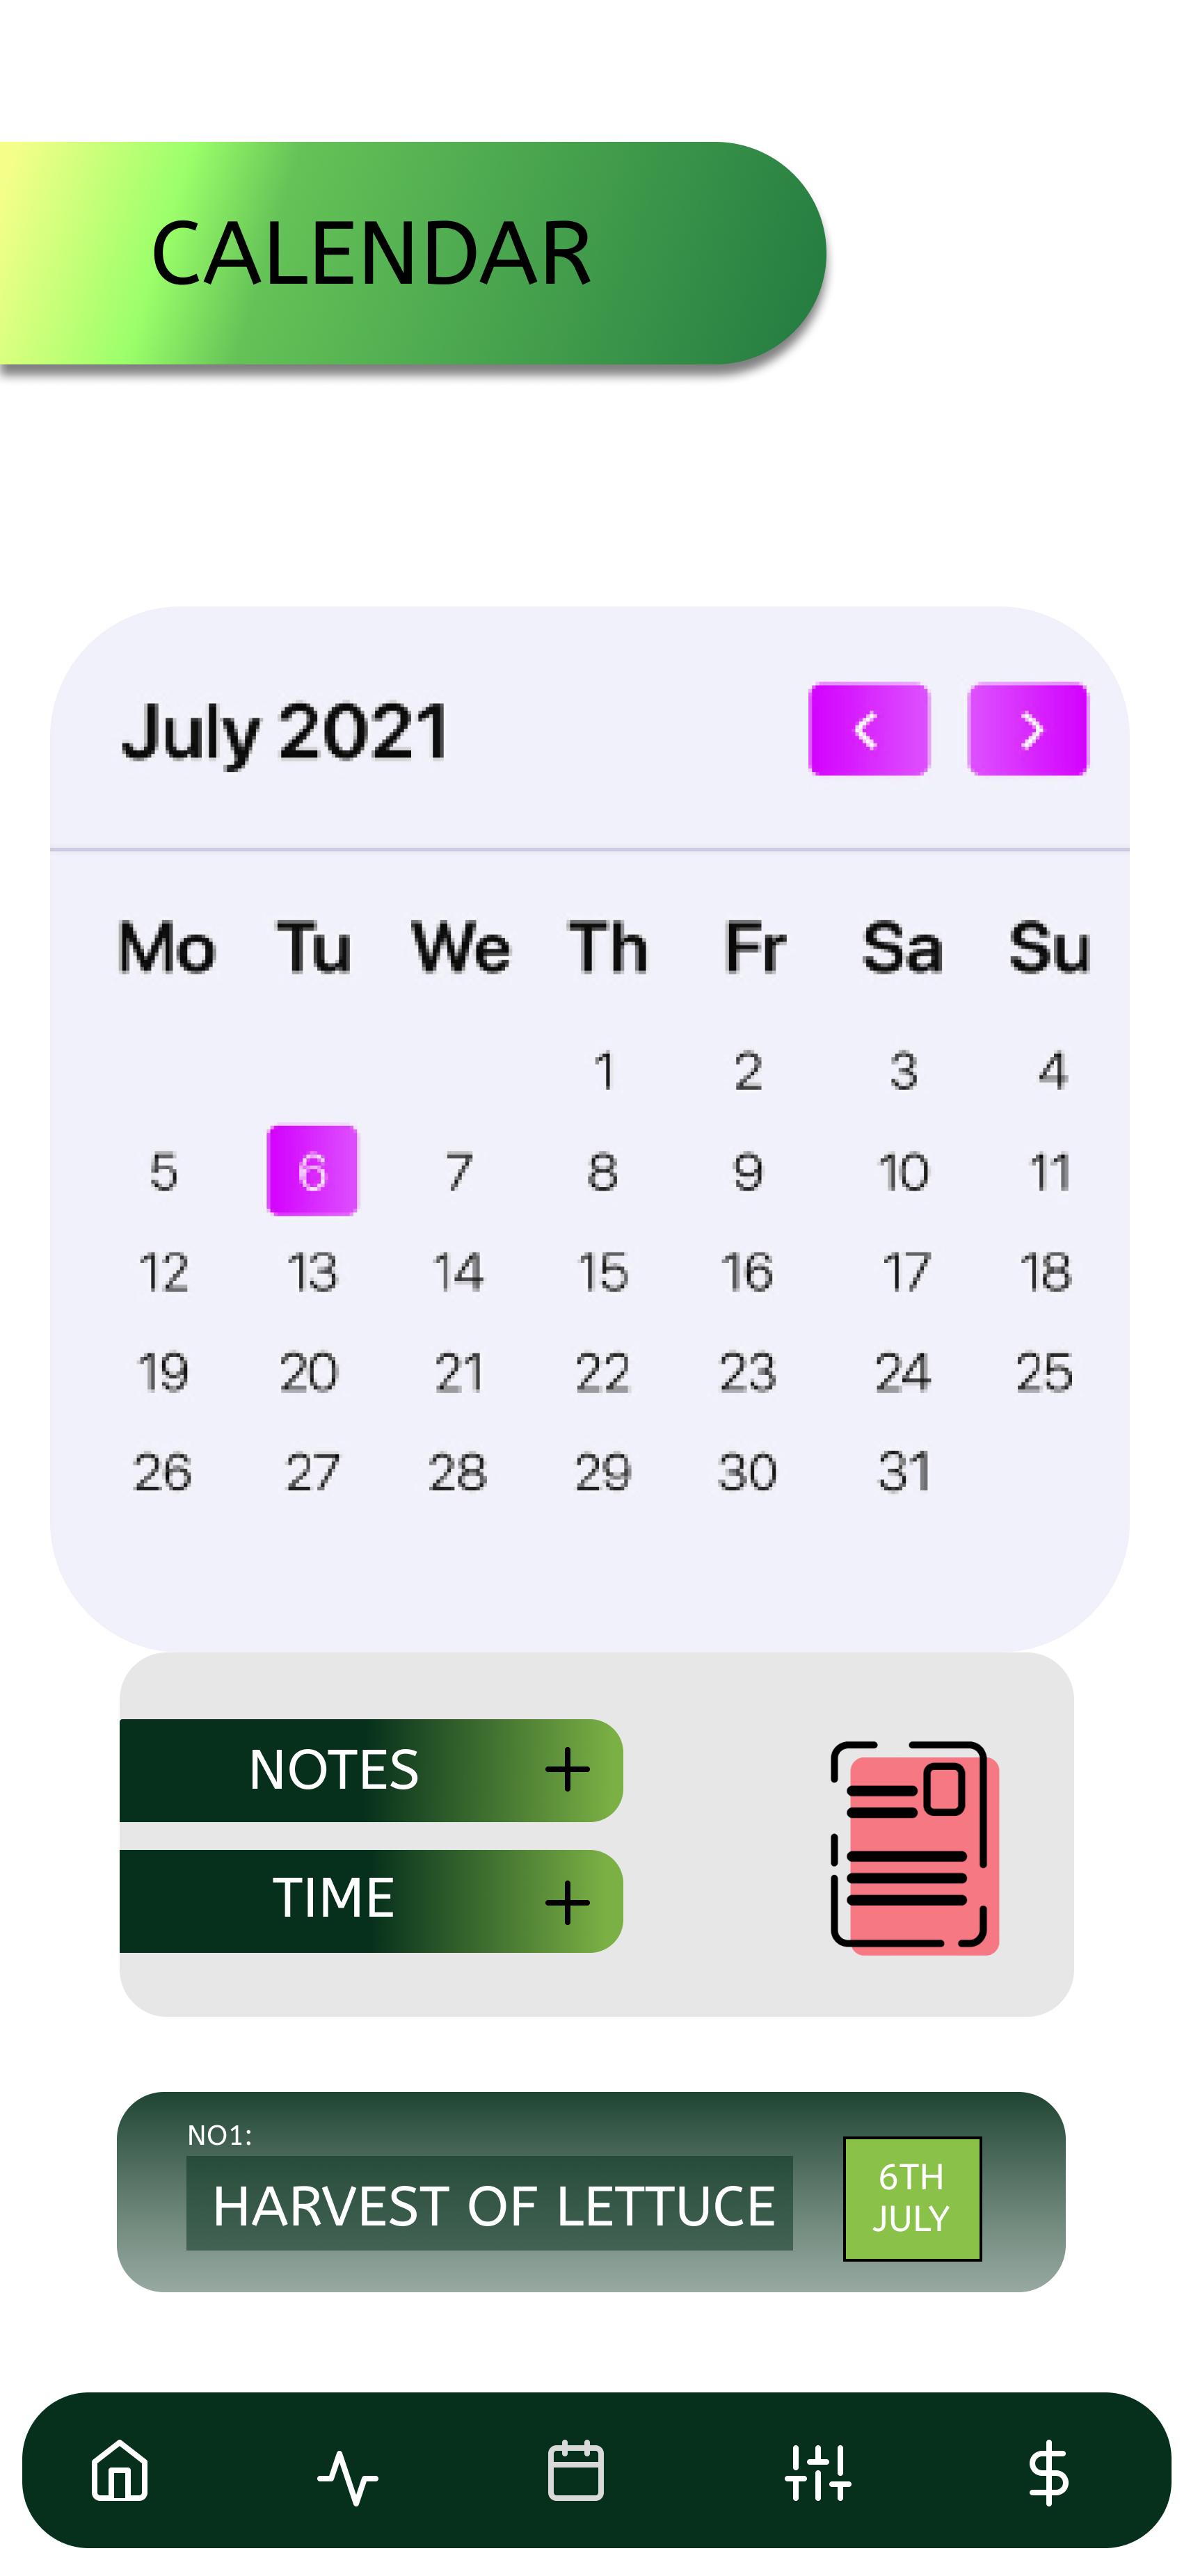 CALENDAR
July 2021
Mo Tu We Th Fr Sa Su
1 2 3 4
5 6 7 8 9 10 11
12 13 14 15 16 17 18
19 20 21 22 23 24 25
26 27 28 29 30 31
NOTES +
TIME +
NO1:
HARVEST OF LETTUCE
6TH
JULY